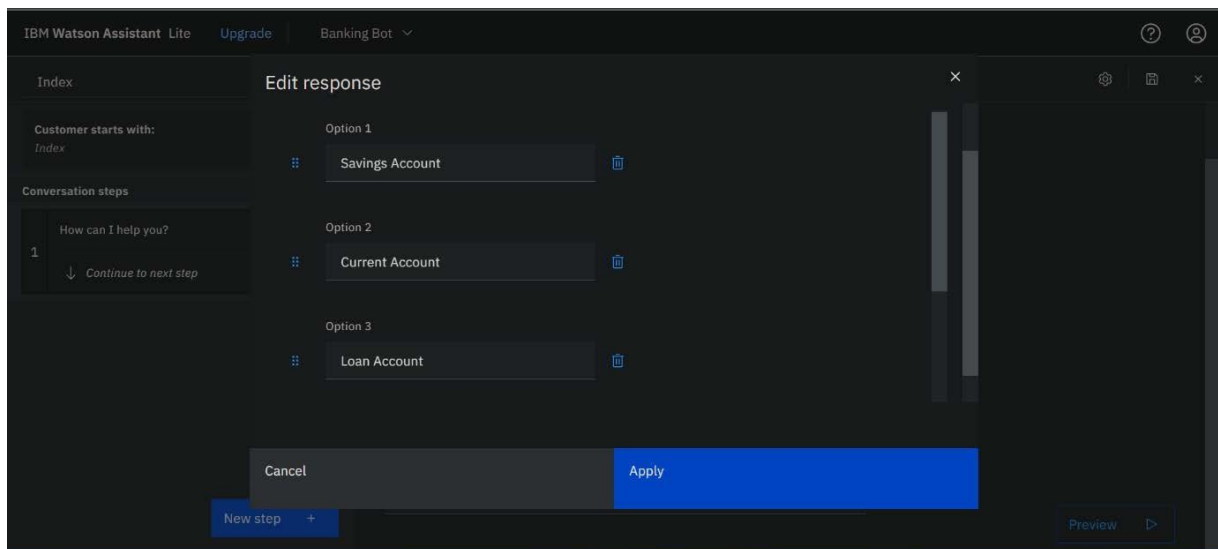 IBM Watson Assistant Lite Upgrade Banking Bot
Index
Customer starts with:
Index
Conversation steps
1
How can I help you?
Continue to next step
New step +
Edit response
Option 1
Savings Account
Option 2
Current Account
Option 3
Loan Account
Cancel
Apply
Preview